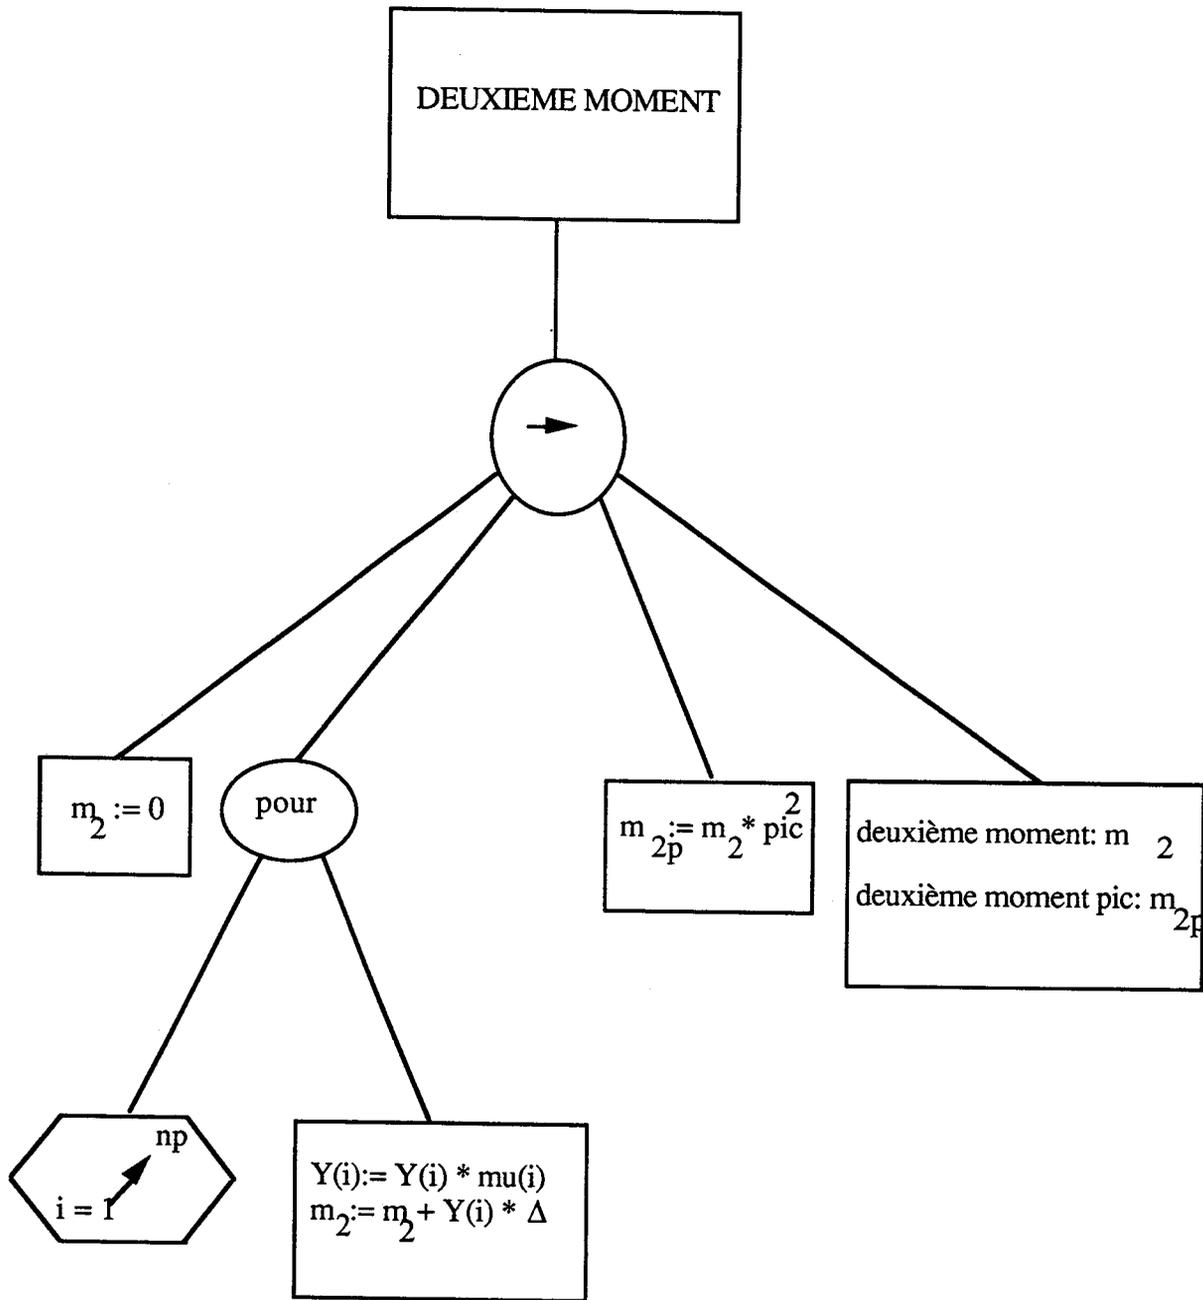 DEUXIEME MOMENT
m₂ := 0
pour
m₂ₚ := m₂ * pic²
deuxième moment: m ₂
deuxième moment pic: m₂ₚ
np
i = 1
Y(i):= Y(i) * mu(i)
m₂:= m₂ + Y(i) * Δ